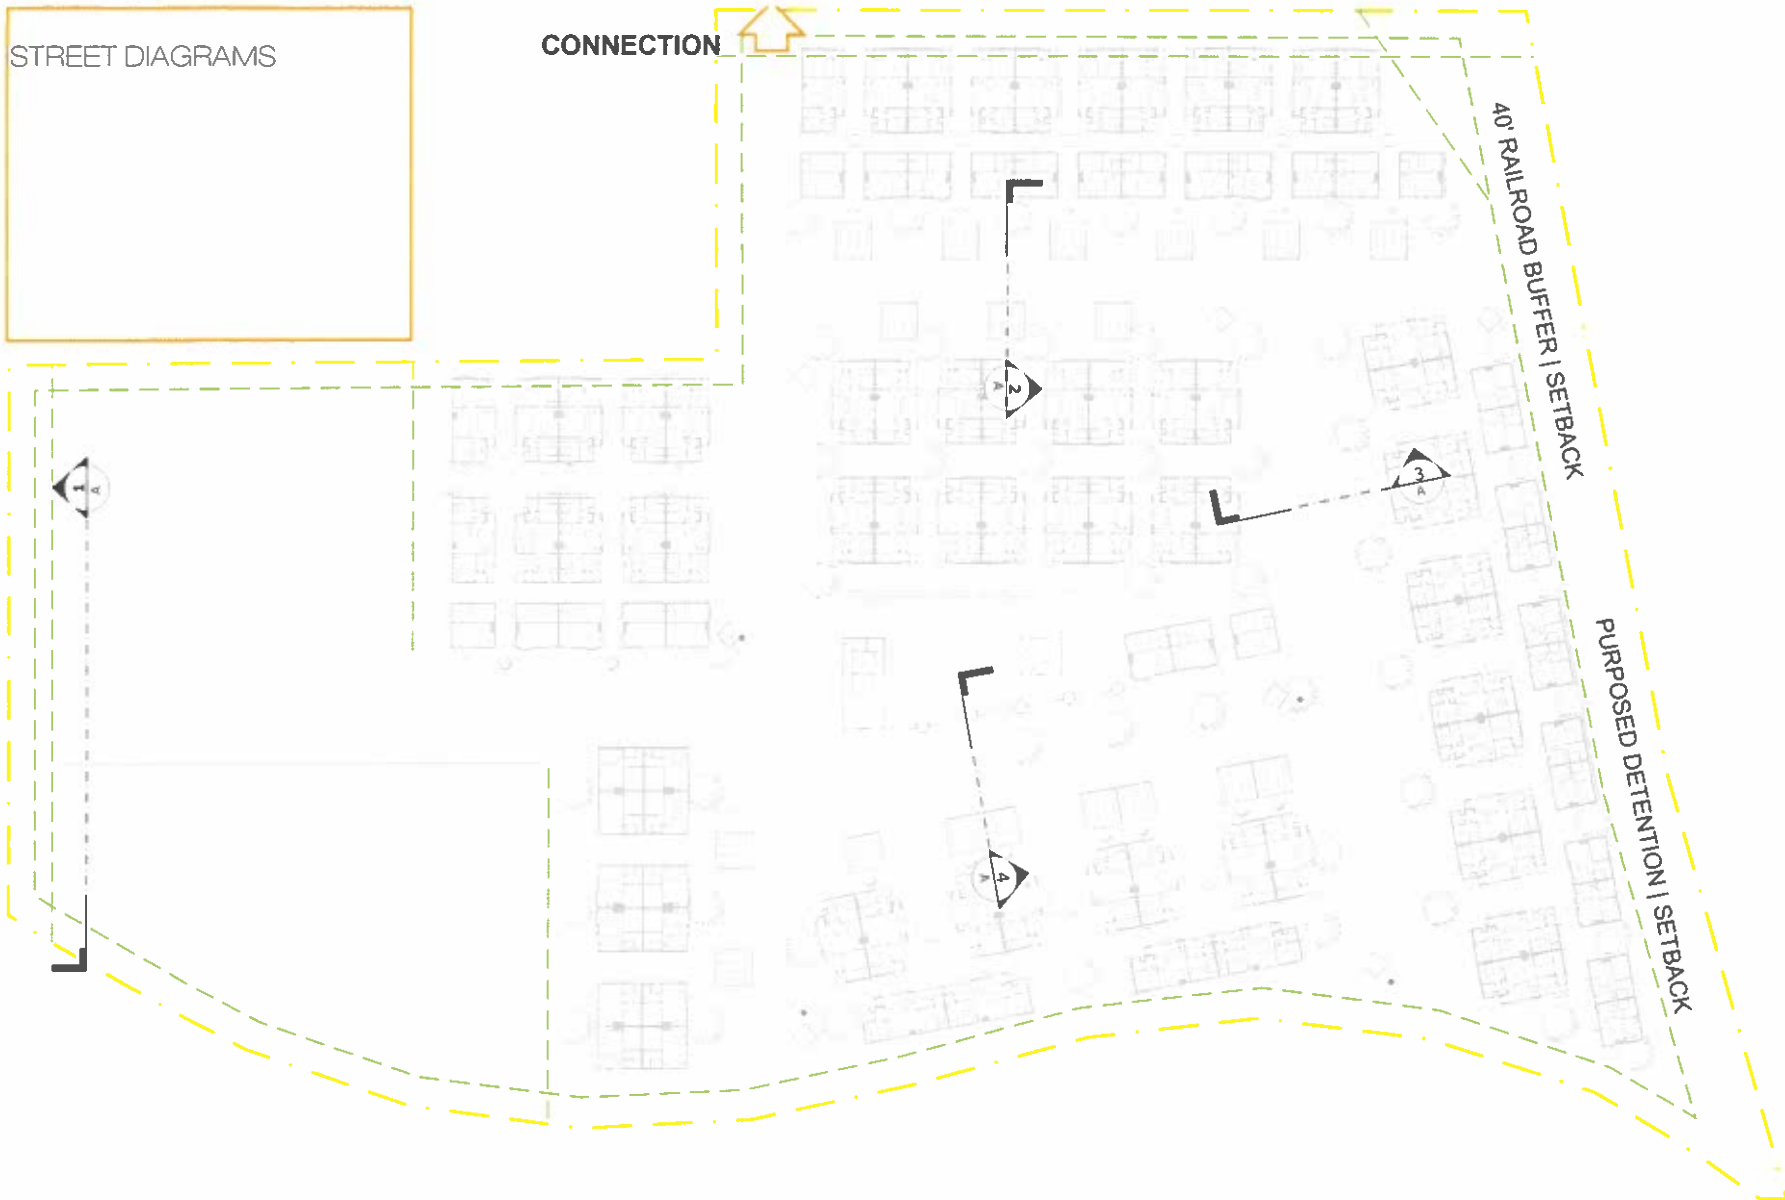 STREET DIAGRAMS
CONNECTION
40' RAILROAD BUFFER | SETBACK
2
A
1
A
3
A
PURPOSED DETENTION | SETBACK
4
A